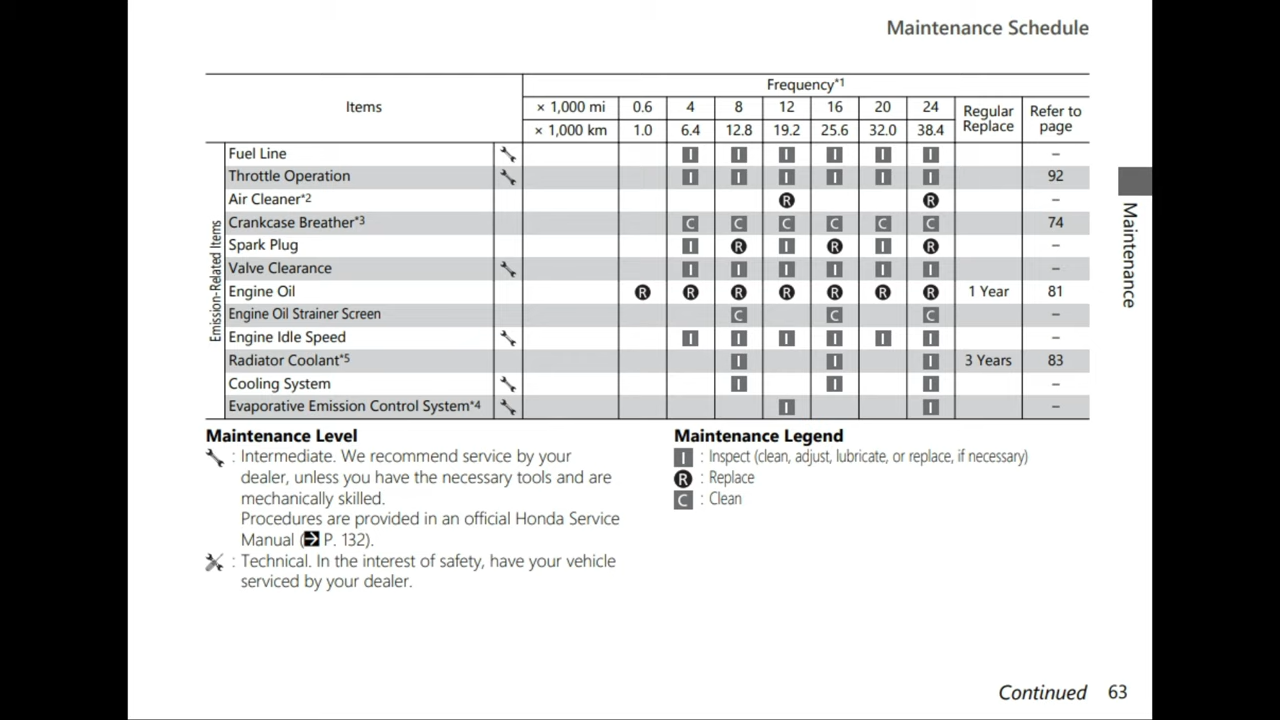 Maintenance Schedule
Items
Frequency*1
× 1,000 mi 0.6 4 8 12 16 20 24 Regular Replace Refer to page
× 1,000 km 1.0 6.4 12.8 19.2 25.6 32.0 38.4
Emission-Related Items
Fuel Line I I I I I I –
Throttle Operation I I I I I I 92
Air Cleaner*2 R R –
Crankcase Breather*3 C C C C C C 74
Spark Plug I R I R I R –
Valve Clearance I I I I I I –
Engine Oil R R R R R R R 1 Year 81
Engine Oil Strainer Screen C C C –
Engine Idle Speed I I I I I I –
Radiator Coolant*5 I I I 3 Years 83
Cooling System I I I –
Evaporative Emission Control System*4 I I –
Maintenance Level
: Intermediate. We recommend service by your
dealer, unless you have the necessary tools and are
mechanically skilled.
Procedures are provided in an official Honda Service
Manual (P. 132).
: Technical. In the interest of safety, have your vehicle
serviced by your dealer.
Maintenance Legend
I : Inspect (clean, adjust, lubricate, or replace, if necessary)
R : Replace
C : Clean
Maintenance
Continued 63